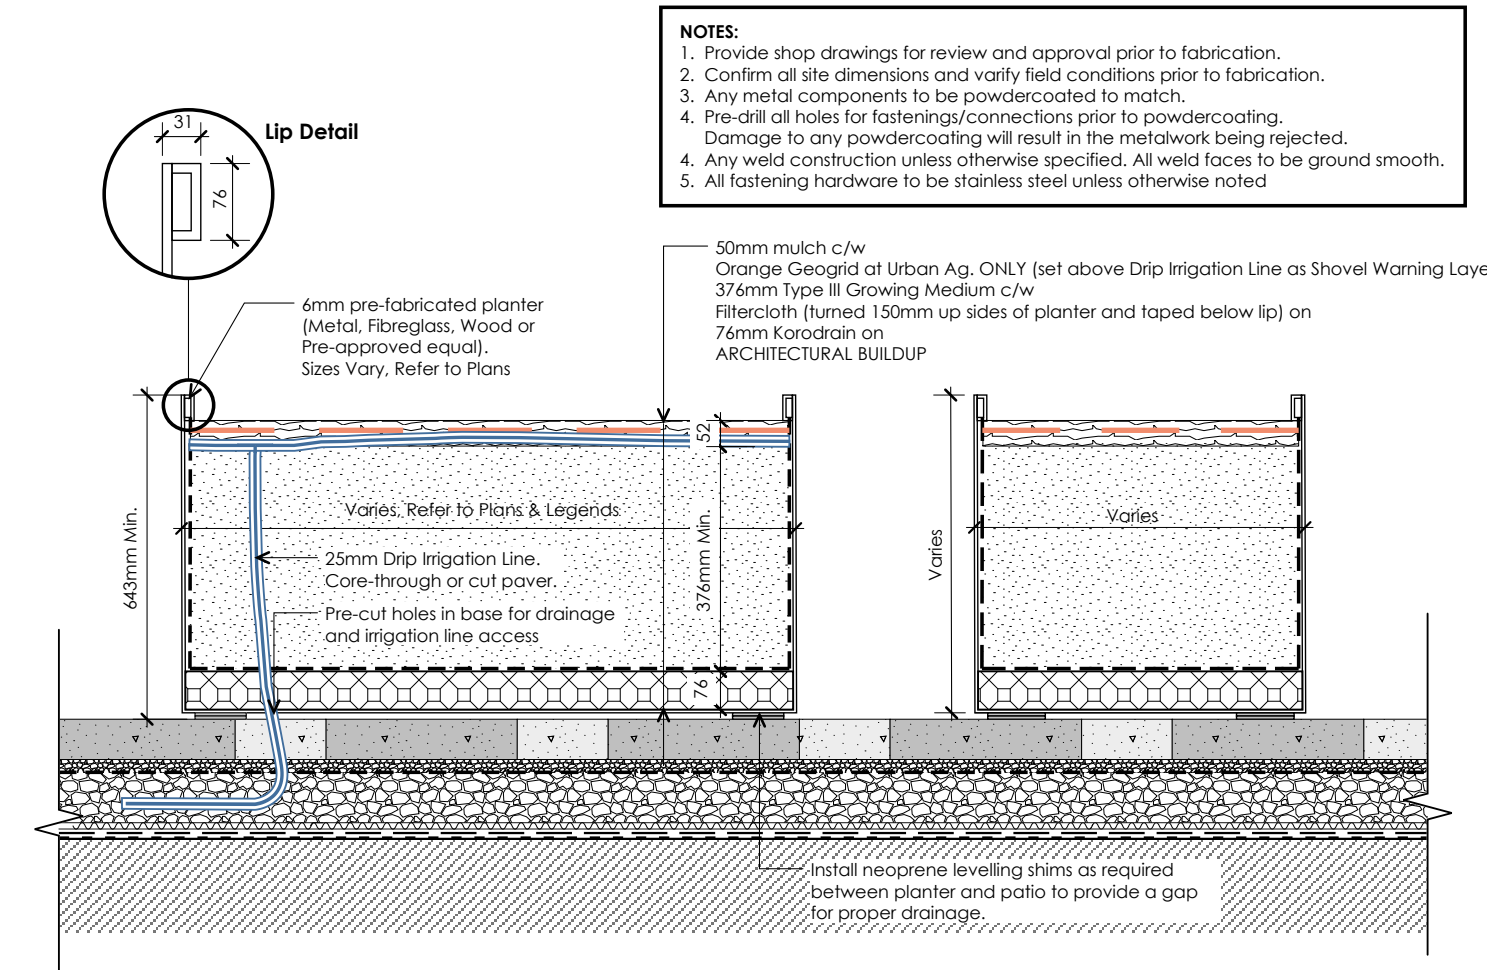 NOTES:
1. Provide shop drawings for review and approval prior to fabrication.
2. Confirm all site dimensions and varify field conditions prior to fabrication.
3. Any metal components to be powdercoated to match.
4. Pre-drill all holes for fastenings/connections prior to powdercoating.
Damage to any powdercoating will result in the metalwork being rejected.
4. Any weld construction unless otherwise specified. All weld faces to be ground smooth.
5. All fastening hardware to be stainless steel unless otherwise noted
31
Lip Detail
76
50mm mulch c/w
Orange Geogrid at Urban Ag. ONLY (set above Drip Irrigation Line as Shovel Warning Laye
376mm Type III Growing Medium c/w
Filtercloth (turned 150mm up sides of planter and taped below lip) on
76mm Korodrain on
ARCHITECTURAL BUILDUP
6mm pre-fabricated planter
(Metal, Fibreglass, Wood or
Pre-approved equal).
Sizes Vary, Refer to Plans
52
Varies, Refer to Plans & Legends
Varies
643mm Min.
25mm Drip Irrigation Line.
Core-through or cut paver.
376mm Min.
Varies
Pre-cut holes in base for drainage
and irrigation line access
76
Install neoprene levelling shims as required
between planter and patio to provide a gap
for proper drainage.